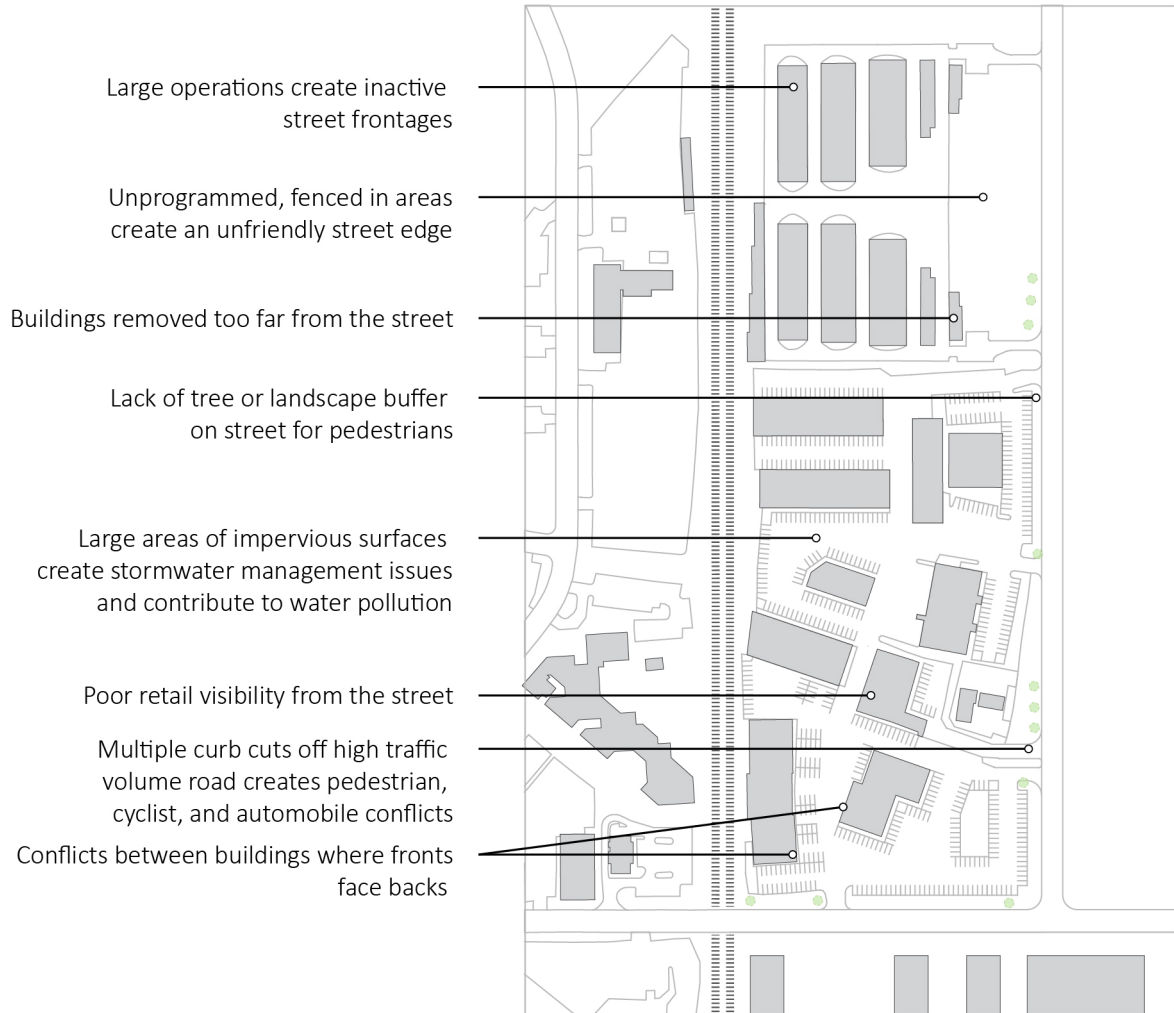 Large operations create inactive
street frontages
Unprogrammed, fenced in areas
create an unfriendly street edge
Buildings removed too far from the street
Lack of tree or landscape buffer
on street for pedestrians
Large areas of impervious surfaces
create stormwater management issues
and contribute to water pollution
Poor retail visibility from the street
Multiple curb cuts off high traffic
volume road creates pedestrian,
cyclist, and automobile conflicts
Conflicts between buildings where fronts
face backs